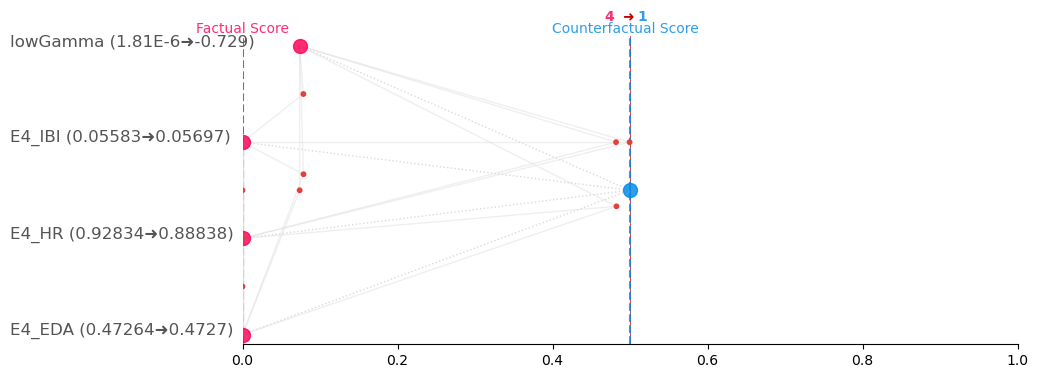 4 ➔ 1
Factual Score
Counterfactual Score
lowGamma (1.81E-6➔-0.729)
E4_IBI (0.05583➔0.05697)
E4_HR (0.92834➔0.88838)
E4_EDA (0.47264➔0.4727)
0.0 0.2 0.4 0.6 0.8 1.0